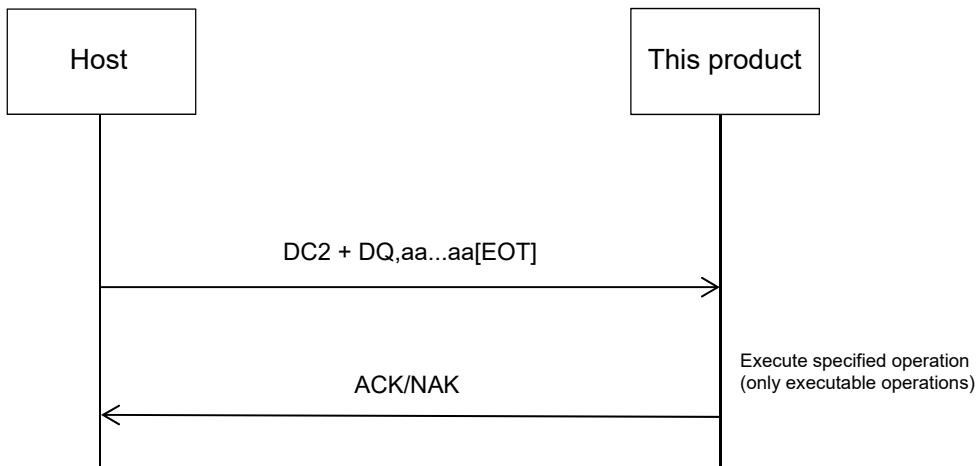 Host
This product
DC2 + DQ,aa...aa[EOT]
Execute specified operation
(only executable operations)
ACK/NAK